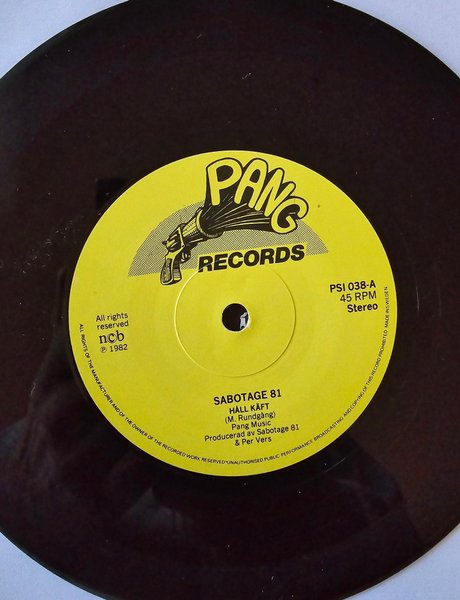 PANG
RECORDS
PSI 038-A
45 RPM
Stereo
All rights
reserved
ncb
℗ 1982
SABOTAGE 81
HÅLL KÄFT
(M. Rundgång)
Pang Music
Producerad av Sabotage 81
& Per Vers
ALL RIGHTS OF THE MANUFACTURER AND OF THE OWNER OF THE RECORDED WORK RESERVED • UNAUTHORISED PUBLIC PERFORMANCE, BROADCASTING AND COPYING OF THIS RECORD PROHIBITED MADE IN SWEDEN